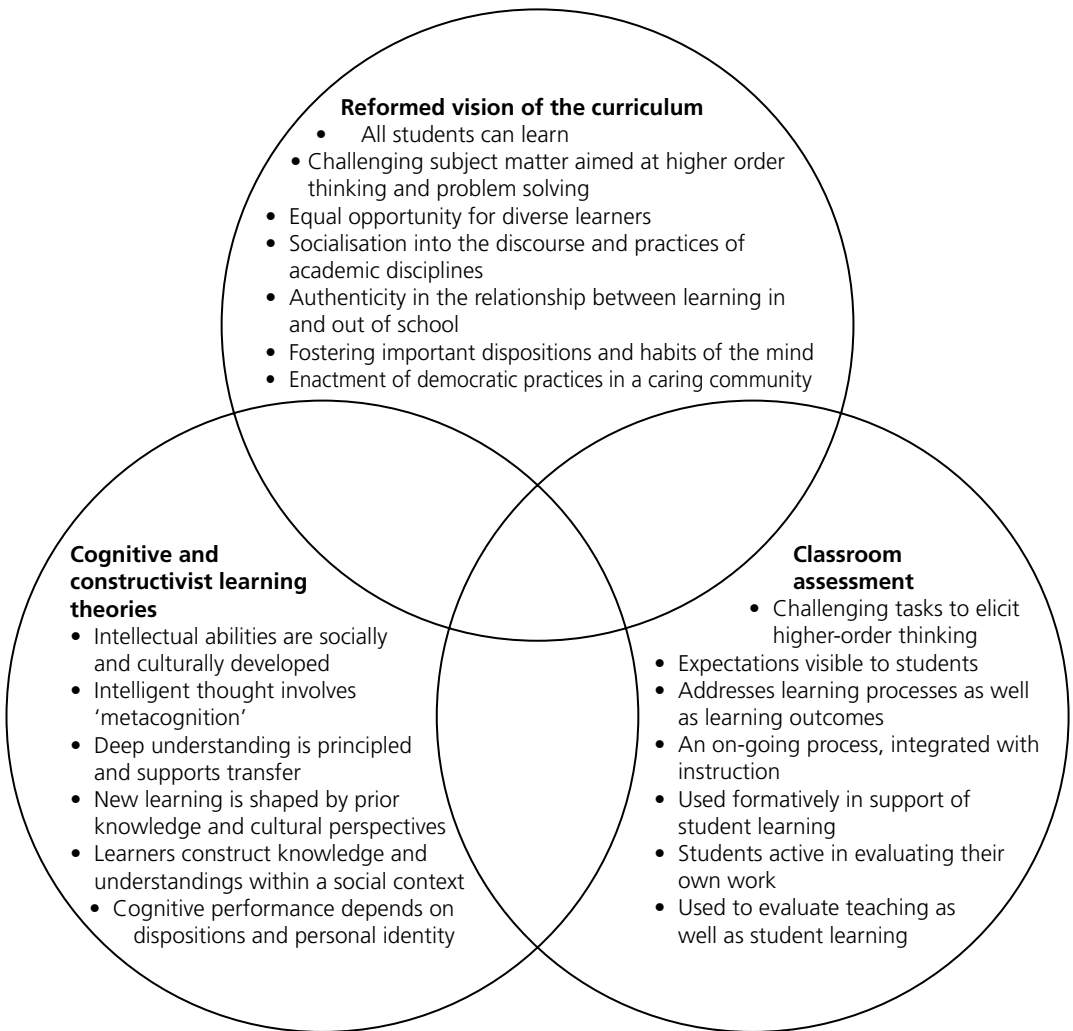 Reformed vision of the curriculum
• All students can learn
• Challenging subject matter aimed at higher order
thinking and problem solving
• Equal opportunity for diverse learners
• Socialisation into the discourse and practices of
academic disciplines
• Authenticity in the relationship between learning in
and out of school
• Fostering important dispositions and habits of the mind
• Enactment of democratic practices in a caring community
Cognitive and
constructivist learning
theories
• Intellectual abilities are socially
and culturally developed
• Intelligent thought involves
‘metacognition’
• Deep understanding is principled
and supports transfer
• New learning is shaped by prior
knowledge and cultural perspectives
• Learners construct knowledge and
understandings within a social context
• Cognitive performance depends on
dispositions and personal identity
Classroom
assessment
• Challenging tasks to elicit
higher-order thinking
• Expectations visible to students
• Addresses learning processes as well
as learning outcomes
• An on-going process, integrated with
instruction
• Used formatively in support of
student learning
• Students active in evaluating their
own work
• Used to evaluate teaching as
well as student learning